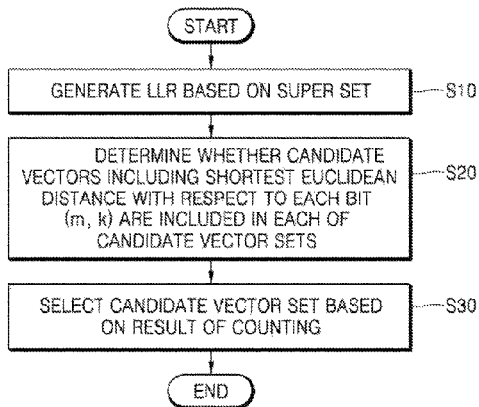 START
GENERATE LLR BASED ON SUPER SET
S10
DETERMINE WHETHER CANDIDATE
VECTORS INCLUDING SHORTEST EUCLIDEAN
DISTANCE WITH RESPECT TO EACH BIT
(m, k) ARE INCLUDED IN EACH OF
CANDIDATE VECTOR SETS
S20
SELECT CANDIDATE VECTOR SET BASED
ON RESULT OF COUNTING
S30
END